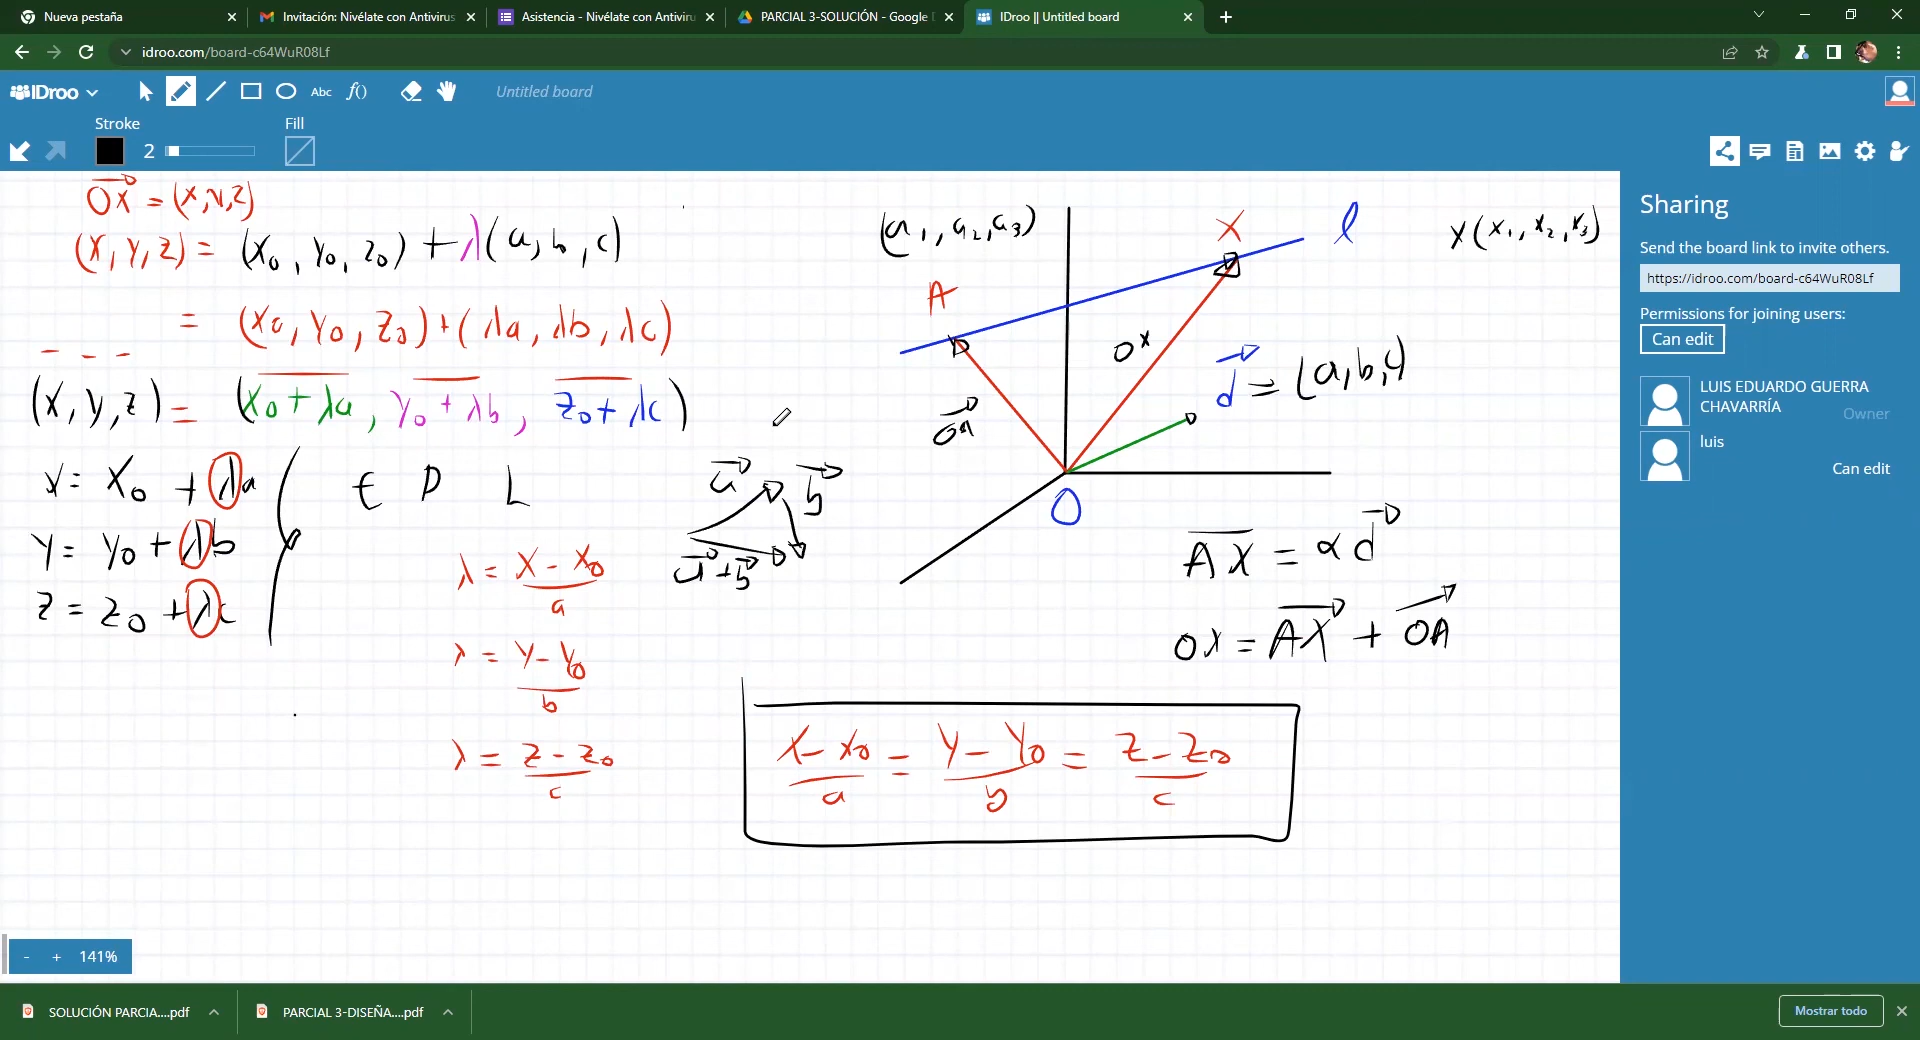 Nueva pestaña
Invitación: Nivélate con Antivirus
Asistencia - Nivélate con Antiviru
PARCIAL 3-SOLUCIÓN - Google D
IDroo || Untitled board
idroo.com/board-c64WuR08Lf
IDroo
Abc
f()
Untitled board
Stroke
Fill
2
OX = (x, y, z)
(x, y, z) = (x₀, y₀, z₀) + λ(a, b, c)
= (x₀, y₀, z₀) + (λa, λb, λc)
(x, y, z) = (x₀ + λa, y₀ + λb, z₀ + λc)
x = x₀ + λa
y = y₀ + λb
z = z₀ + λc
E P L
λ = x - x₀
a
λ = y - y₀
b
λ = z - z₀
c
u b
u + b
(a₁, a₂, a₃)
X
l
X(x₁, x₂, x₃)
A
OX
d = (a, b, c)
OA
O
AX = αd
OX = AX + OA
x - x₀ = y - y₀ = z - z₀
a b c
Sharing
Send the board link to invite others.
https://idroo.com/board-c64WuR08Lf
Permissions for joining users:
Can edit
LUIS EDUARDO GUERRA
CHAVARRÍA
Owner
luis
Can edit
- + 141%
SOLUCIÓN PARCIA....pdf
PARCIAL 3-DISEÑA....pdf
Mostrar todo